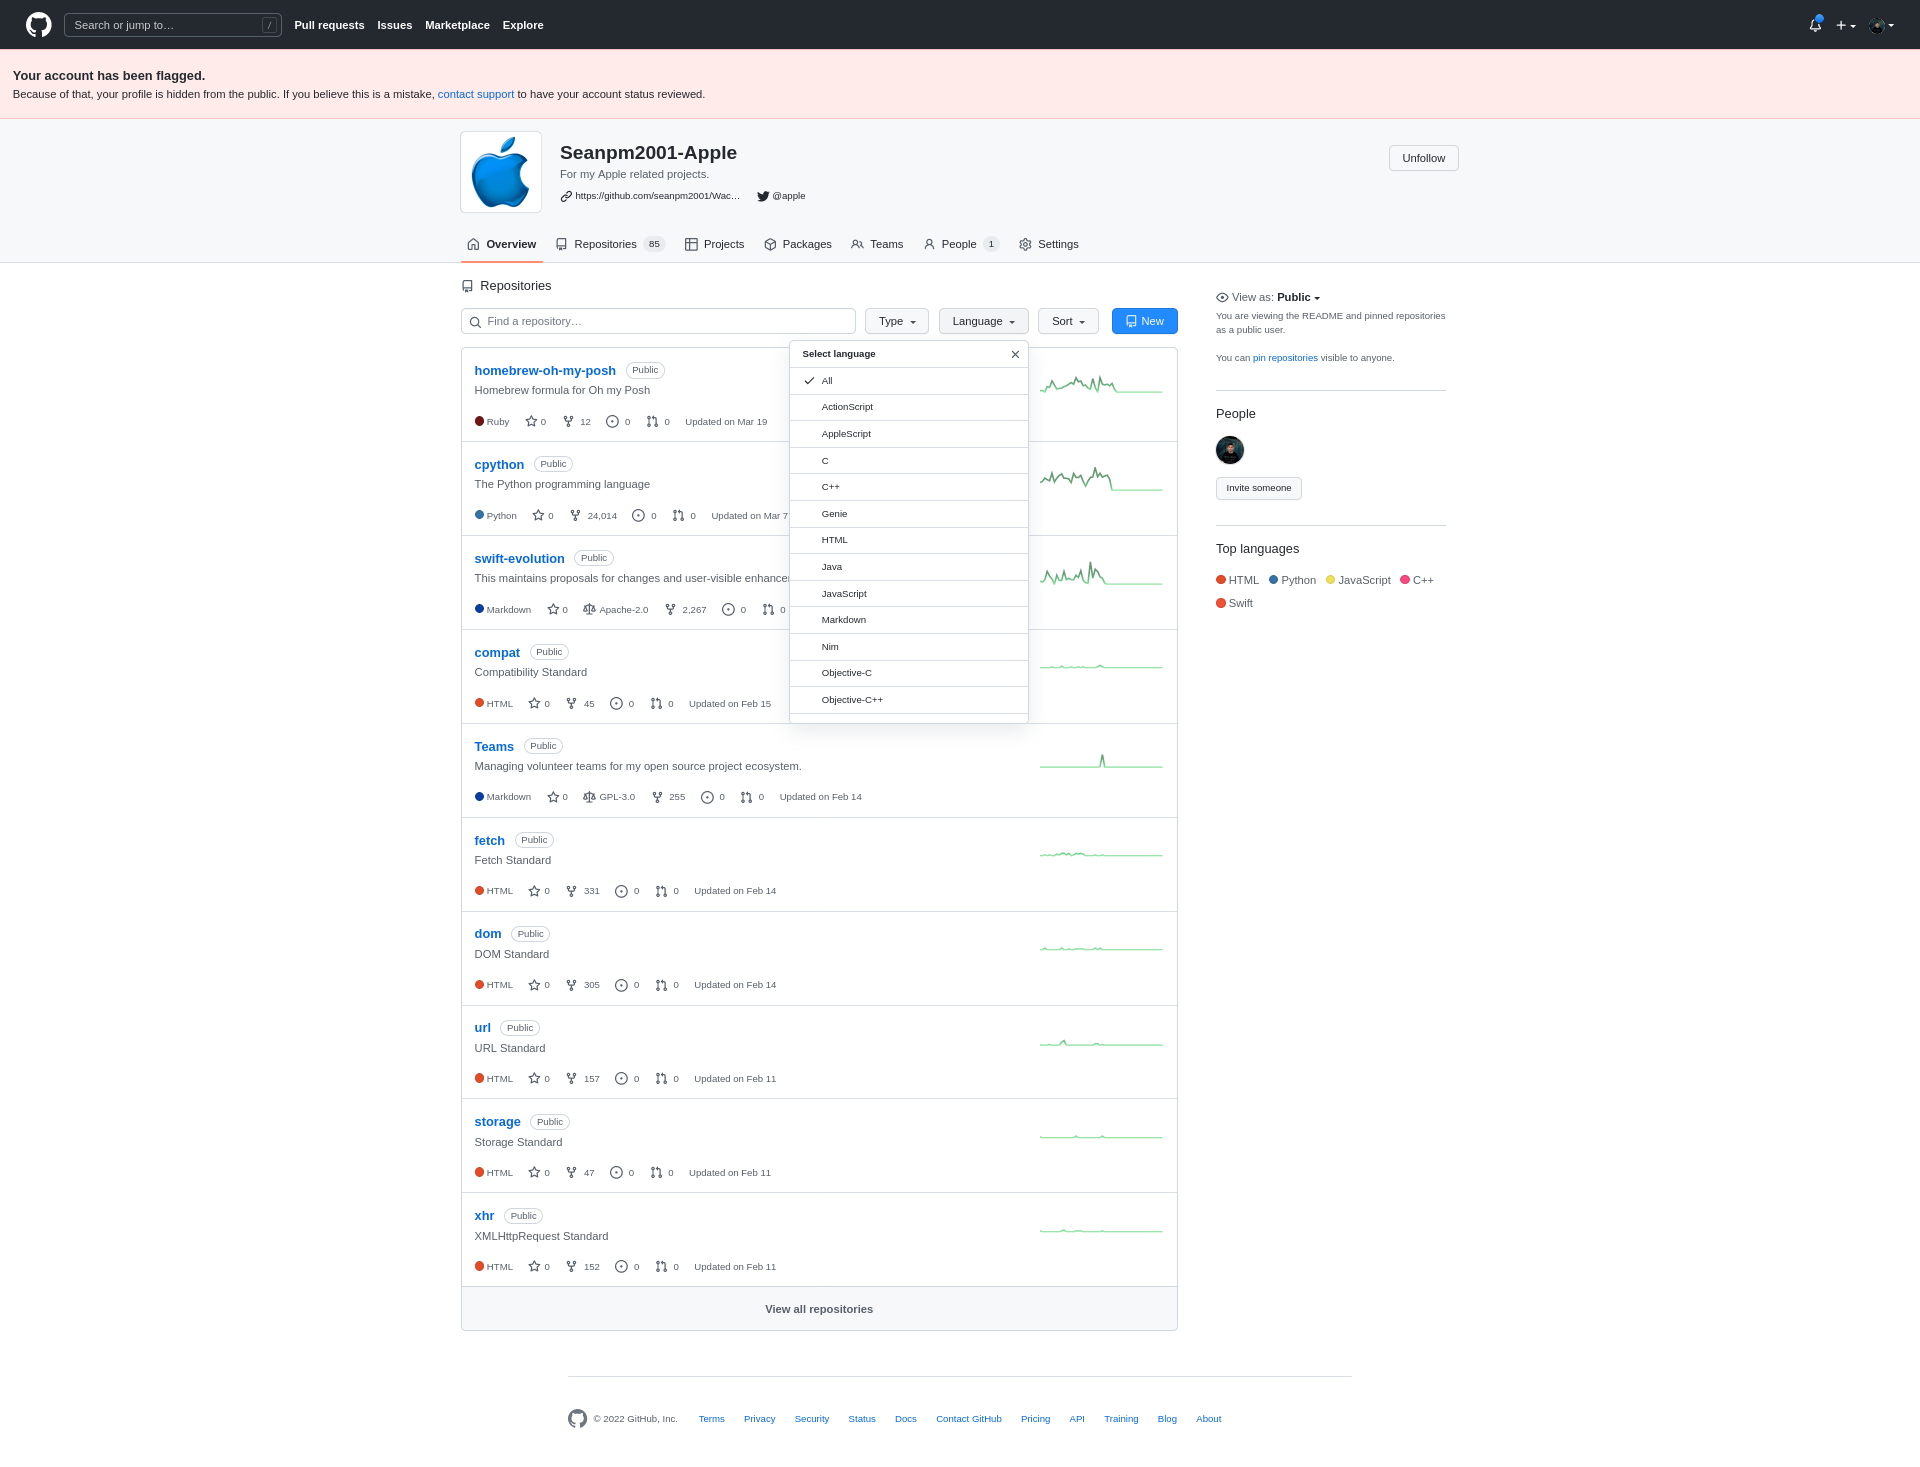 Search or jump to… /
Pull requests Issues Marketplace Explore
Your account has been flagged.
Because of that, your profile is hidden from the public. If you believe this is a mistake, contact support to have your account status reviewed.
Seanpm2001-Apple
For my Apple related projects.
https://github.com/seanpm2001/Wac… @apple
Unfollow
Overview Repositories 85 Projects Packages Teams People 1 Settings
Repositories
Find a repository… Type Language Sort New
Select language
All
ActionScript
AppleScript
C
C++
Genie
HTML
Java
JavaScript
Markdown
Nim
Objective-C
Objective-C++
homebrew-oh-my-posh Public
Homebrew formula for Oh my Posh
Ruby 0 12 0 0 Updated on Mar 19
cpython Public
The Python programming language
Python 0 24,014 0 0 Updated on Mar 7
swift-evolution Public
This maintains proposals for changes and user-visible enhancem
Markdown 0 Apache-2.0 2,267 0 0
compat Public
Compatibility Standard
HTML 0 45 0 0 Updated on Feb 15
Teams Public
Managing volunteer teams for my open source project ecosystem.
Markdown 0 GPL-3.0 255 0 0 Updated on Feb 14
fetch Public
Fetch Standard
HTML 0 331 0 0 Updated on Feb 14
dom Public
DOM Standard
HTML 0 305 0 0 Updated on Feb 14
url Public
URL Standard
HTML 0 157 0 0 Updated on Feb 11
storage Public
Storage Standard
HTML 0 47 0 0 Updated on Feb 11
xhr Public
XMLHttpRequest Standard
HTML 0 152 0 0 Updated on Feb 11
View all repositories
View as: Public
You are viewing the README and pinned repositories
as a public user.
You can pin repositories visible to anyone.
People
Invite someone
Top languages
HTML Python JavaScript C++
Swift
© 2022 GitHub, Inc. Terms Privacy Security Status Docs Contact GitHub Pricing API Training Blog About